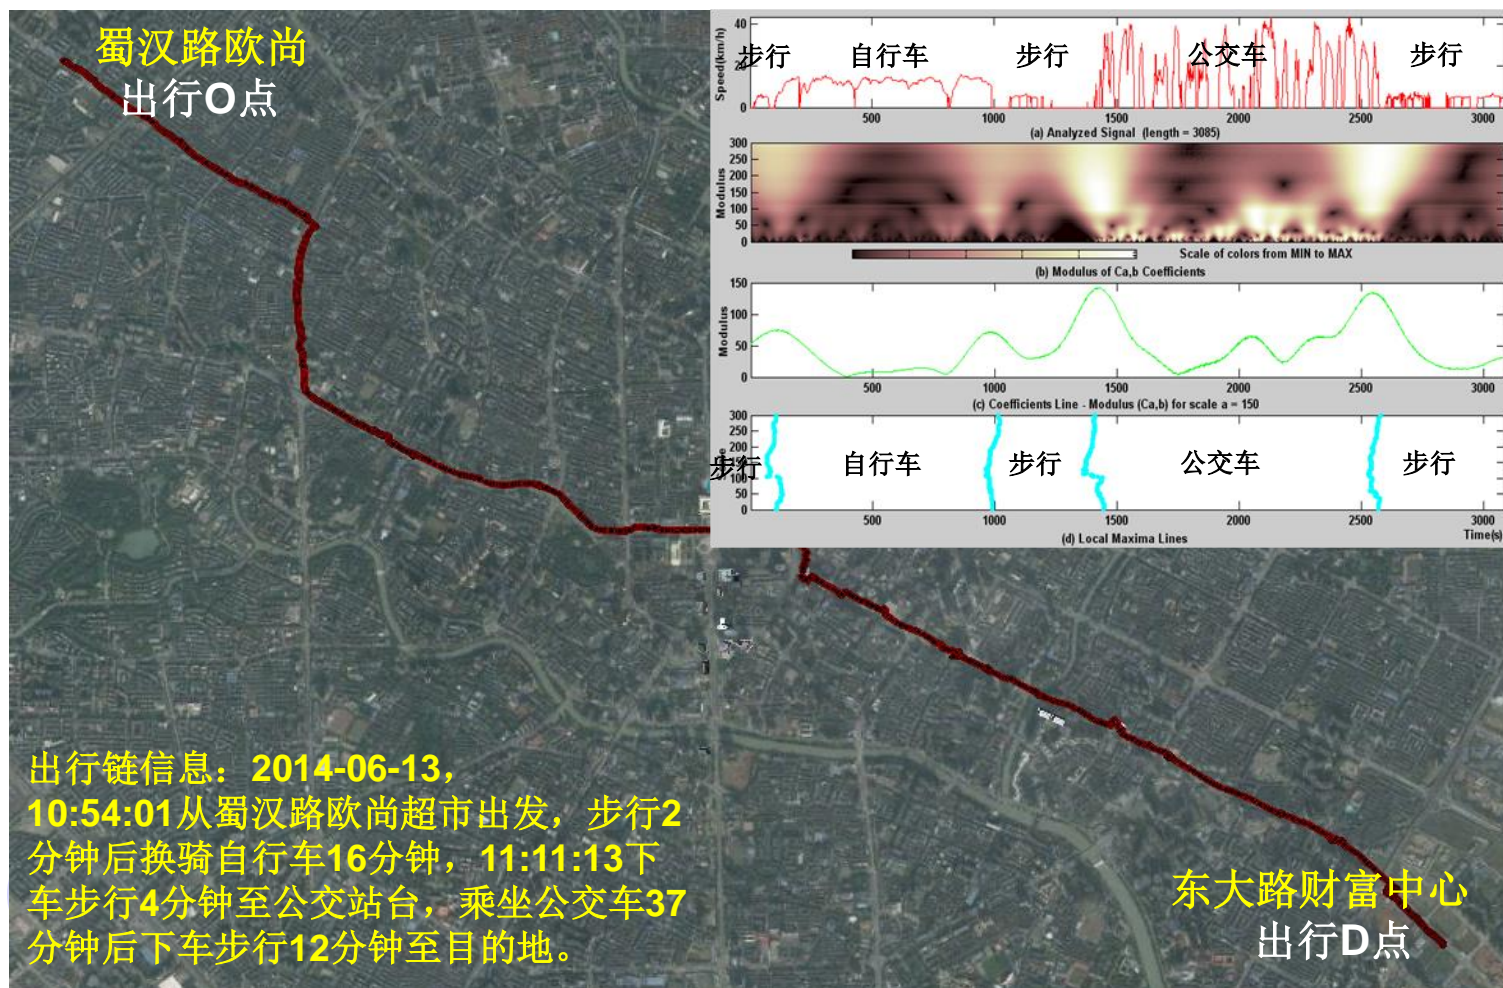 蜀汉路欧尚
出行O点
40
20
0
Speed(km/h)
步行
自行车
步行
公交车
步行
500
1000
1500
2000
2500
3000
(a) Analyzed Signal (length = 3085)
300
250
200
150
100
50
0
Modulus
Scale of colors from MIN to MAX
(b) Modulus of Ca,b Coefficients
150
100
50
0
Modulus
500
1000
1500
2000
2500
3000
(c) Coefficients Line - Modulus (Ca,b) for scale a = 150
300
250
200
150
100
50
0
步行
自行车
步行
公交车
步行
500
1000
1500
2000
2500
3000
(d) Local Maxima Lines
Time(s)
出行链信息：2014-06-13，
10:54:01从蜀汉路欧尚超市出发，步行2
分钟后换骑自行车16分钟，11:11:13下
车步行4分钟至公交站台，乘坐公交车37
分钟后下车步行12分钟至目的地。
东大路财富中心
出行D点